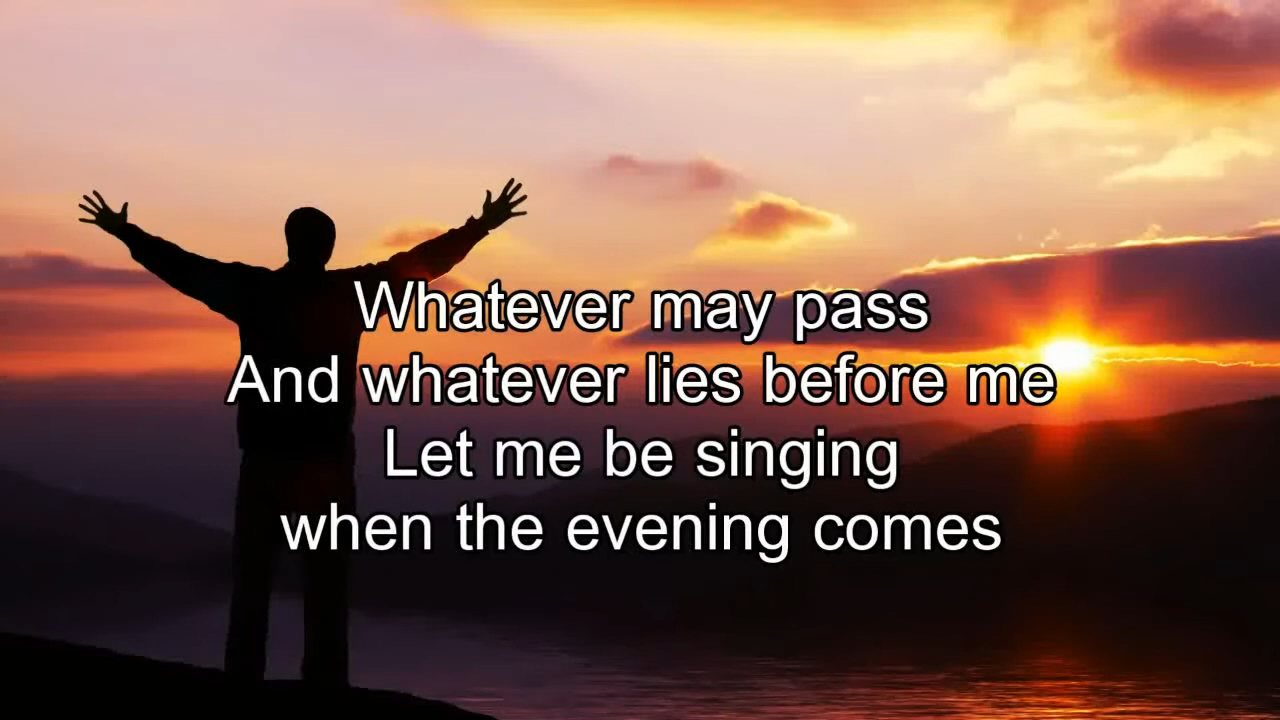 Whatever may pass
And whatever lies before me
Let me be singing
when the evening comes